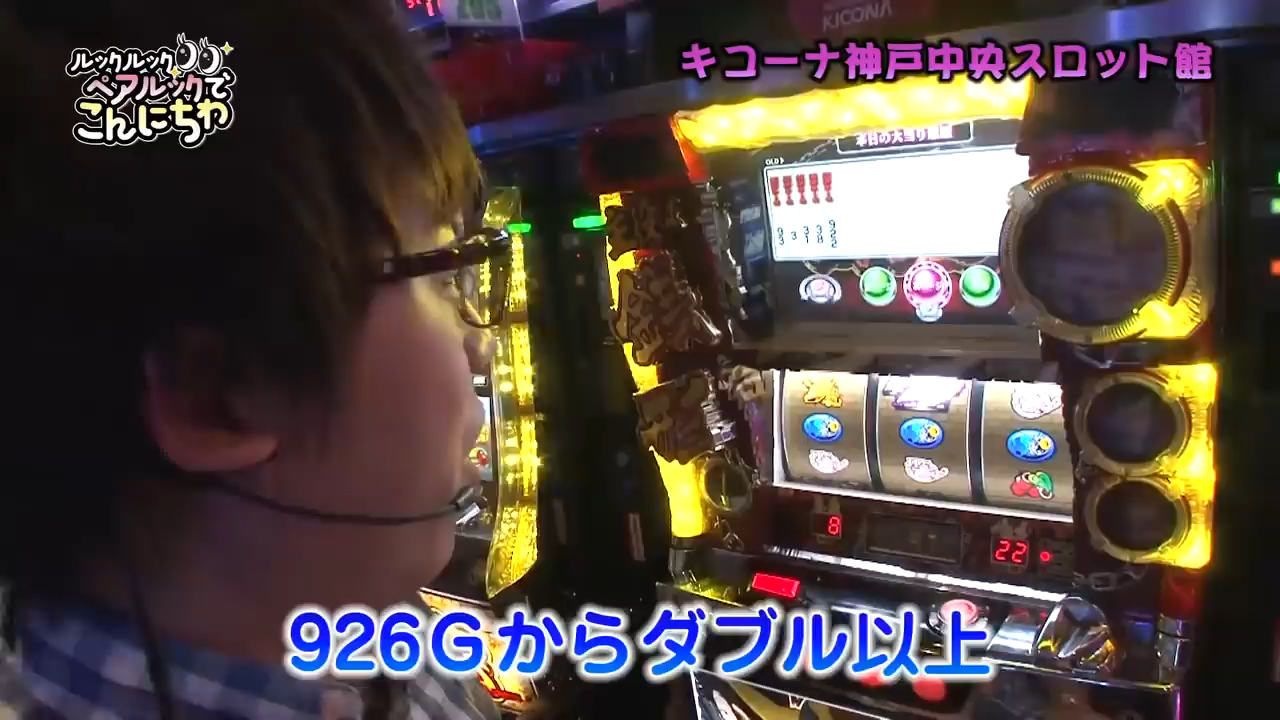 ルックルック
ペアルックで
こんにちわ
キコーナ神戸中央スロット館
KICONA
本日の大当り履歴
OLD
8
22
926Gからダブル以上